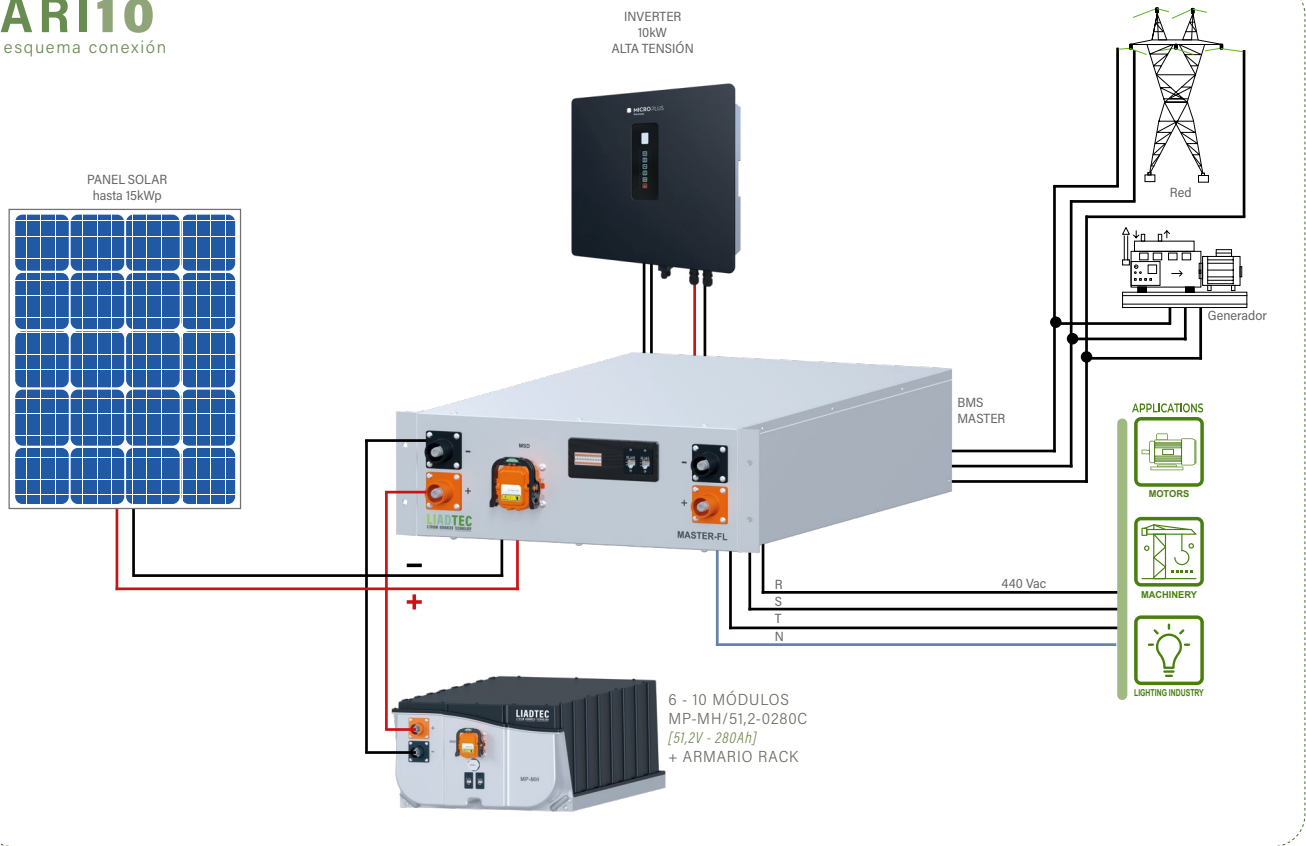 ARI10
esquema conexión
INVERTER
10kW
ALTA TENSIÓN
MICRO PLUS
PANEL SOLAR
hasta 15kWp
Red
Generador
BMS
MASTER
APPLICATIONS
MOTORS
MACHINERY
LIGHTING INDUSTRY
MSD
-
+
-
+
LIADTEC
MASTER-FL
−
+
R
S
T
N
440 Vac
LIADTEC
MP-MH
6 - 10 MÓDULOS
MP-MH/51,2-0280C
[51,2V - 280Ah]
+ ARMARIO RACK